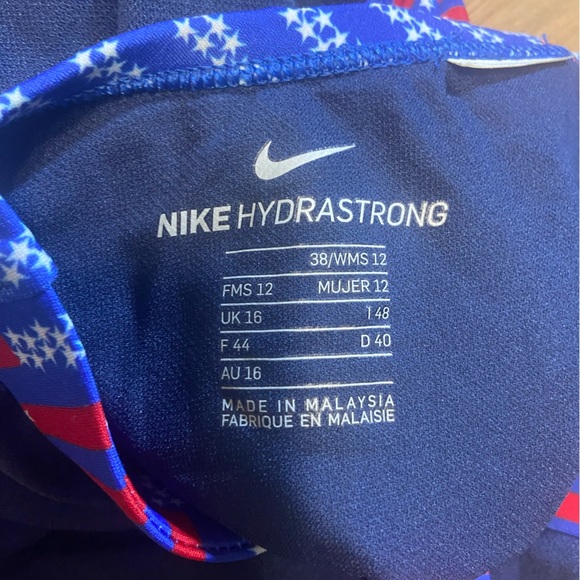 NIKE HYDRASTRONG
38/WMS 12
FMS 12 MUJER 12
UK 16 I 48
F 44 D 40
AU 16
MADE IN MALAYSIA
FABRIQUE EN MALAISIE